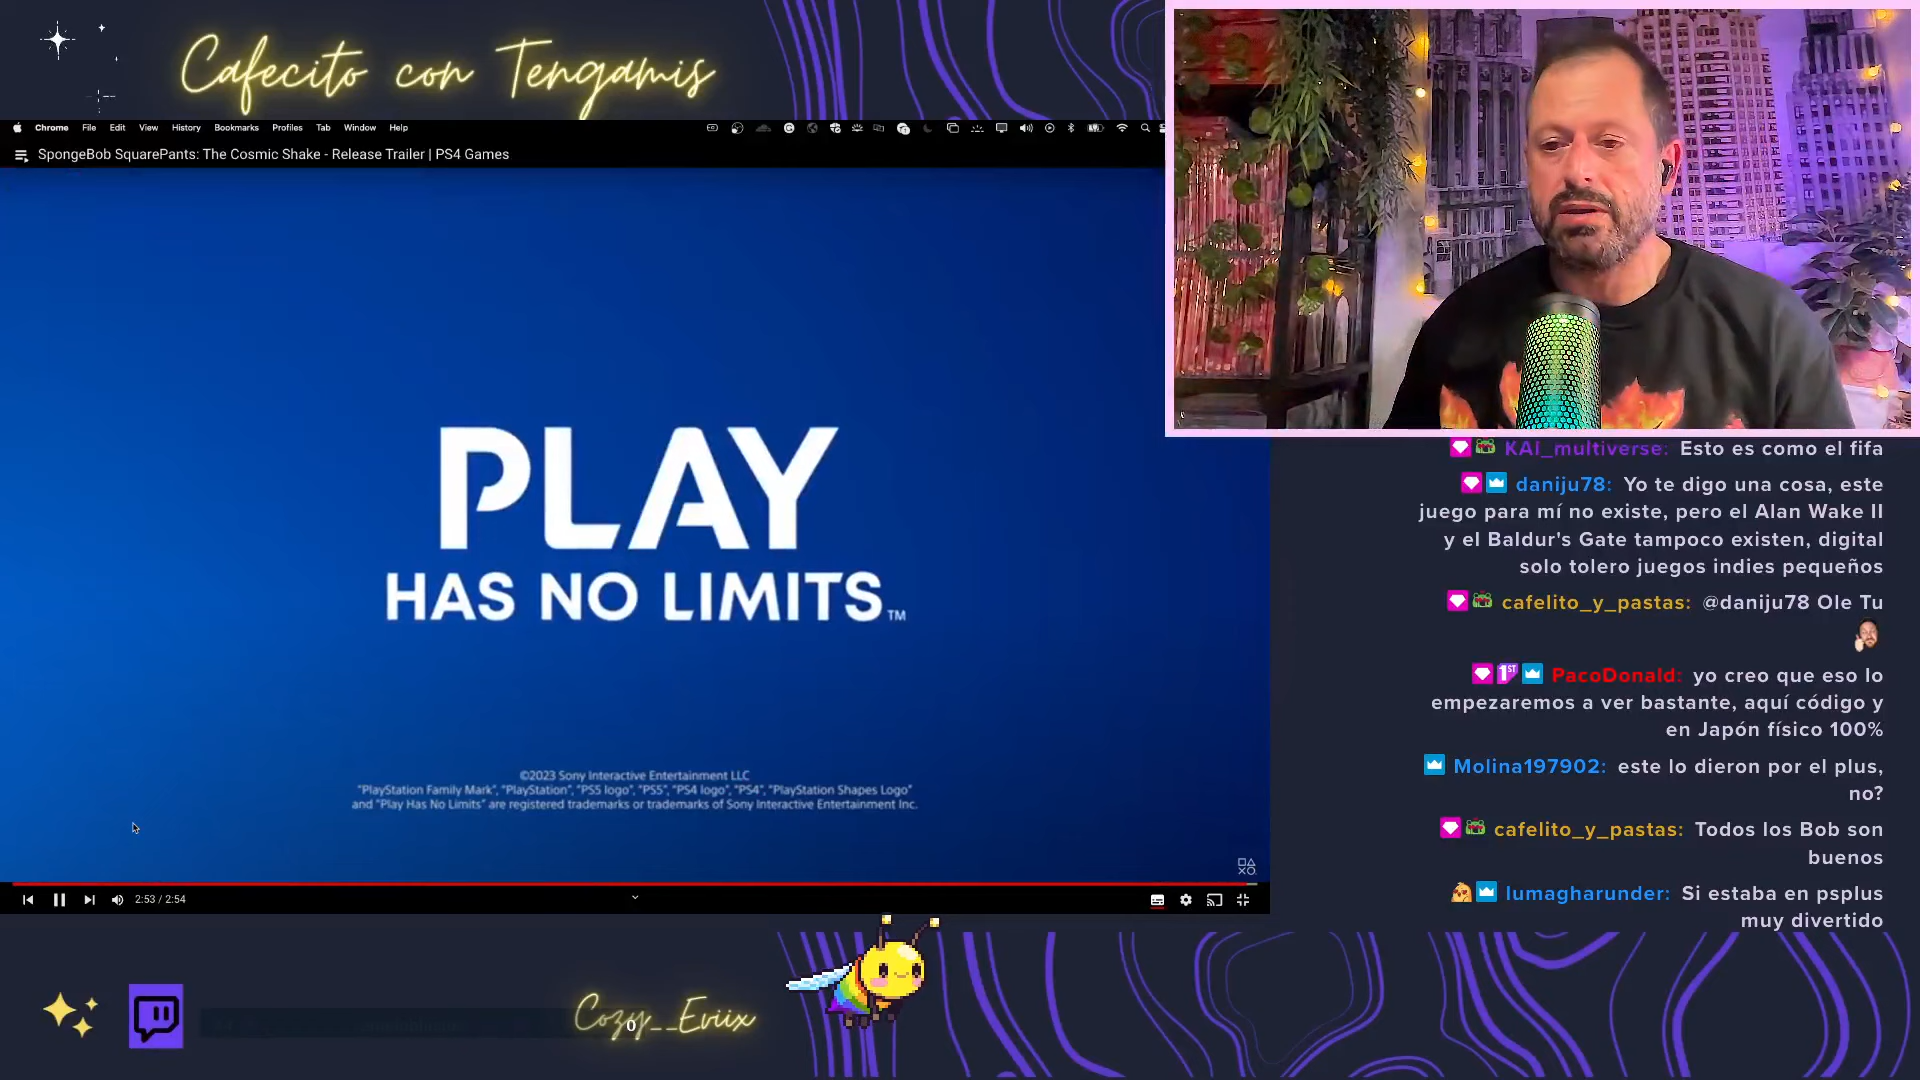 Cafecito con Tengamis
Chrome File Edit View History Bookmarks Profiles Tab Window Help
SpongeBob SquarePants: The Cosmic Shake - Release Trailer | PS4 Games
PLAY
HAS NO LIMITS™
©2023 Sony Interactive Entertainment LLC
"PlayStation Family Mark", "PlayStation", "PS5 logo", "PS5", "PS4 logo", "PS4", "PlayStation Shapes Logo"
and "Play Has No Limits" are registered trademarks or trademarks of Sony Interactive Entertainment Inc.
2:53 / 2:54
KAI_multiverse: Esto es como el fifa
daniju78: Yo te digo una cosa, este
juego para mí no existe, pero el Alan Wake II
y el Baldur's Gate tampoco existen, digital
solo tolero juegos indies pequeños
cafelito_y_pastas: @daniju78 Ole Tu
1ST PacoDonald: yo creo que eso lo
empezaremos a ver bastante, aquí código y
en Japón físico 100%
Molina197902: este lo dieron por el plus,
no?
cafelito_y_pastas: Todos los Bob son
buenos
lumagharunder: Si estaba en psplus
muy divertido
Cozy__Eviix
0